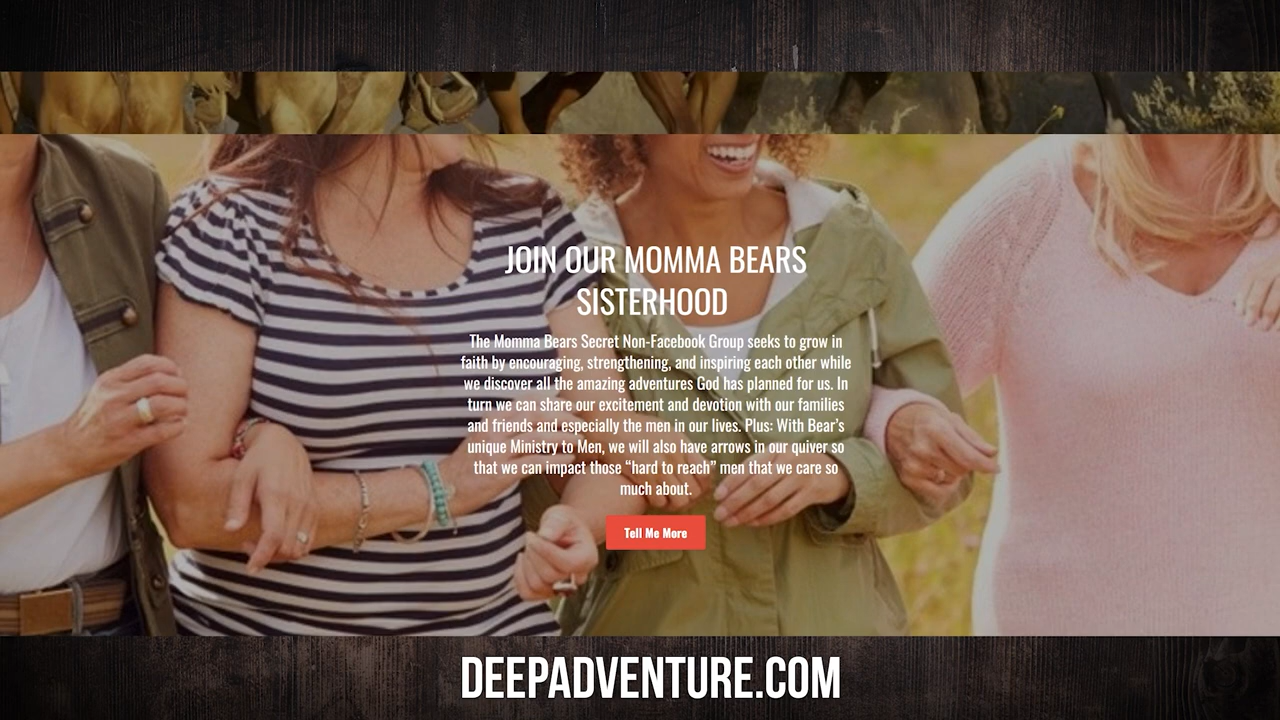 JOIN OUR MOMMA BEARS
SISTERHOOD
The Momma Bears Secret Non-Facebook Group seeks to grow in
faith by encouraging, strengthening, and inspiring each other while
we discover all the amazing adventures God has planned for us. In
turn we can share our excitement and devotion with our families
and friends and especially the men in our lives. Plus: With Bear’s
unique Ministry to Men, we will also have arrows in our quiver so
that we can impact those “hard to reach” men that we care so
much about.
Tell Me More
DEEPADVENTURE.COM